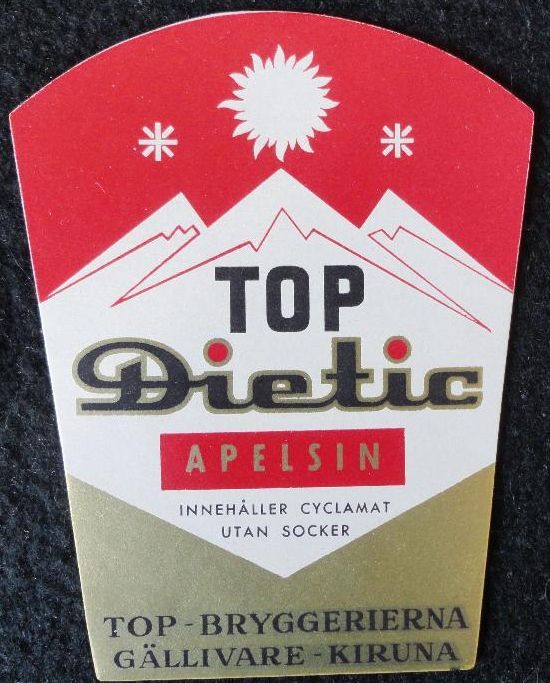 TOP
Dietic
APELSIN
INNEHÅLLER CYCLAMAT
UTAN SOCKER
TOP-BRYGGERIERNA
GÄLLIVARE-KIRUNA